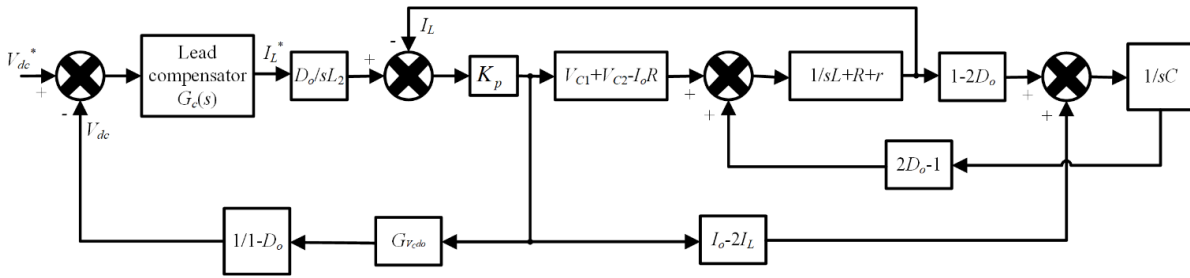 V_dc*
+
-
V_dc
Lead
compensator
G_c(s)
I_L*
D_o/sL_2
+
-
I_L
K_p
V_C1+V_C2-I_oR
+
+
1/sL+R+r
1-2D_o
+
+
1/sC
2D_o-1
1/1-D_o
G_vcdo
I_o-2I_L